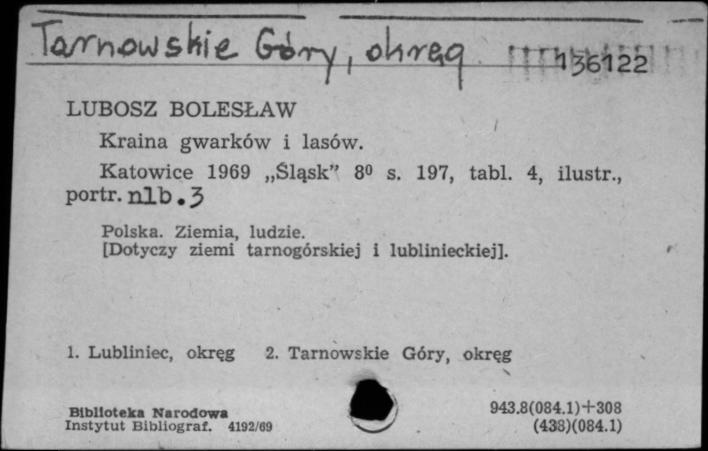 Tarnowskie Góry, okręg 136122
LUBOSZ BOLESŁAW
Kraina gwarków i lasów.
Katowice 1969 „Śląsk” 8⁰ s. 197, tabl. 4, ilustr.,
portr. nlb. 3
Polska. Ziemia, ludzie.
[Dotyczy ziemi tarnogórskiej i lublinieckiej].
1. Lubliniec, okręg 2. Tarnowskie Góry, okręg
Biblioteka Narodowa 943.8(084.1)+308
Instytut Bibliograf. 4192/69 (438)(084.1)